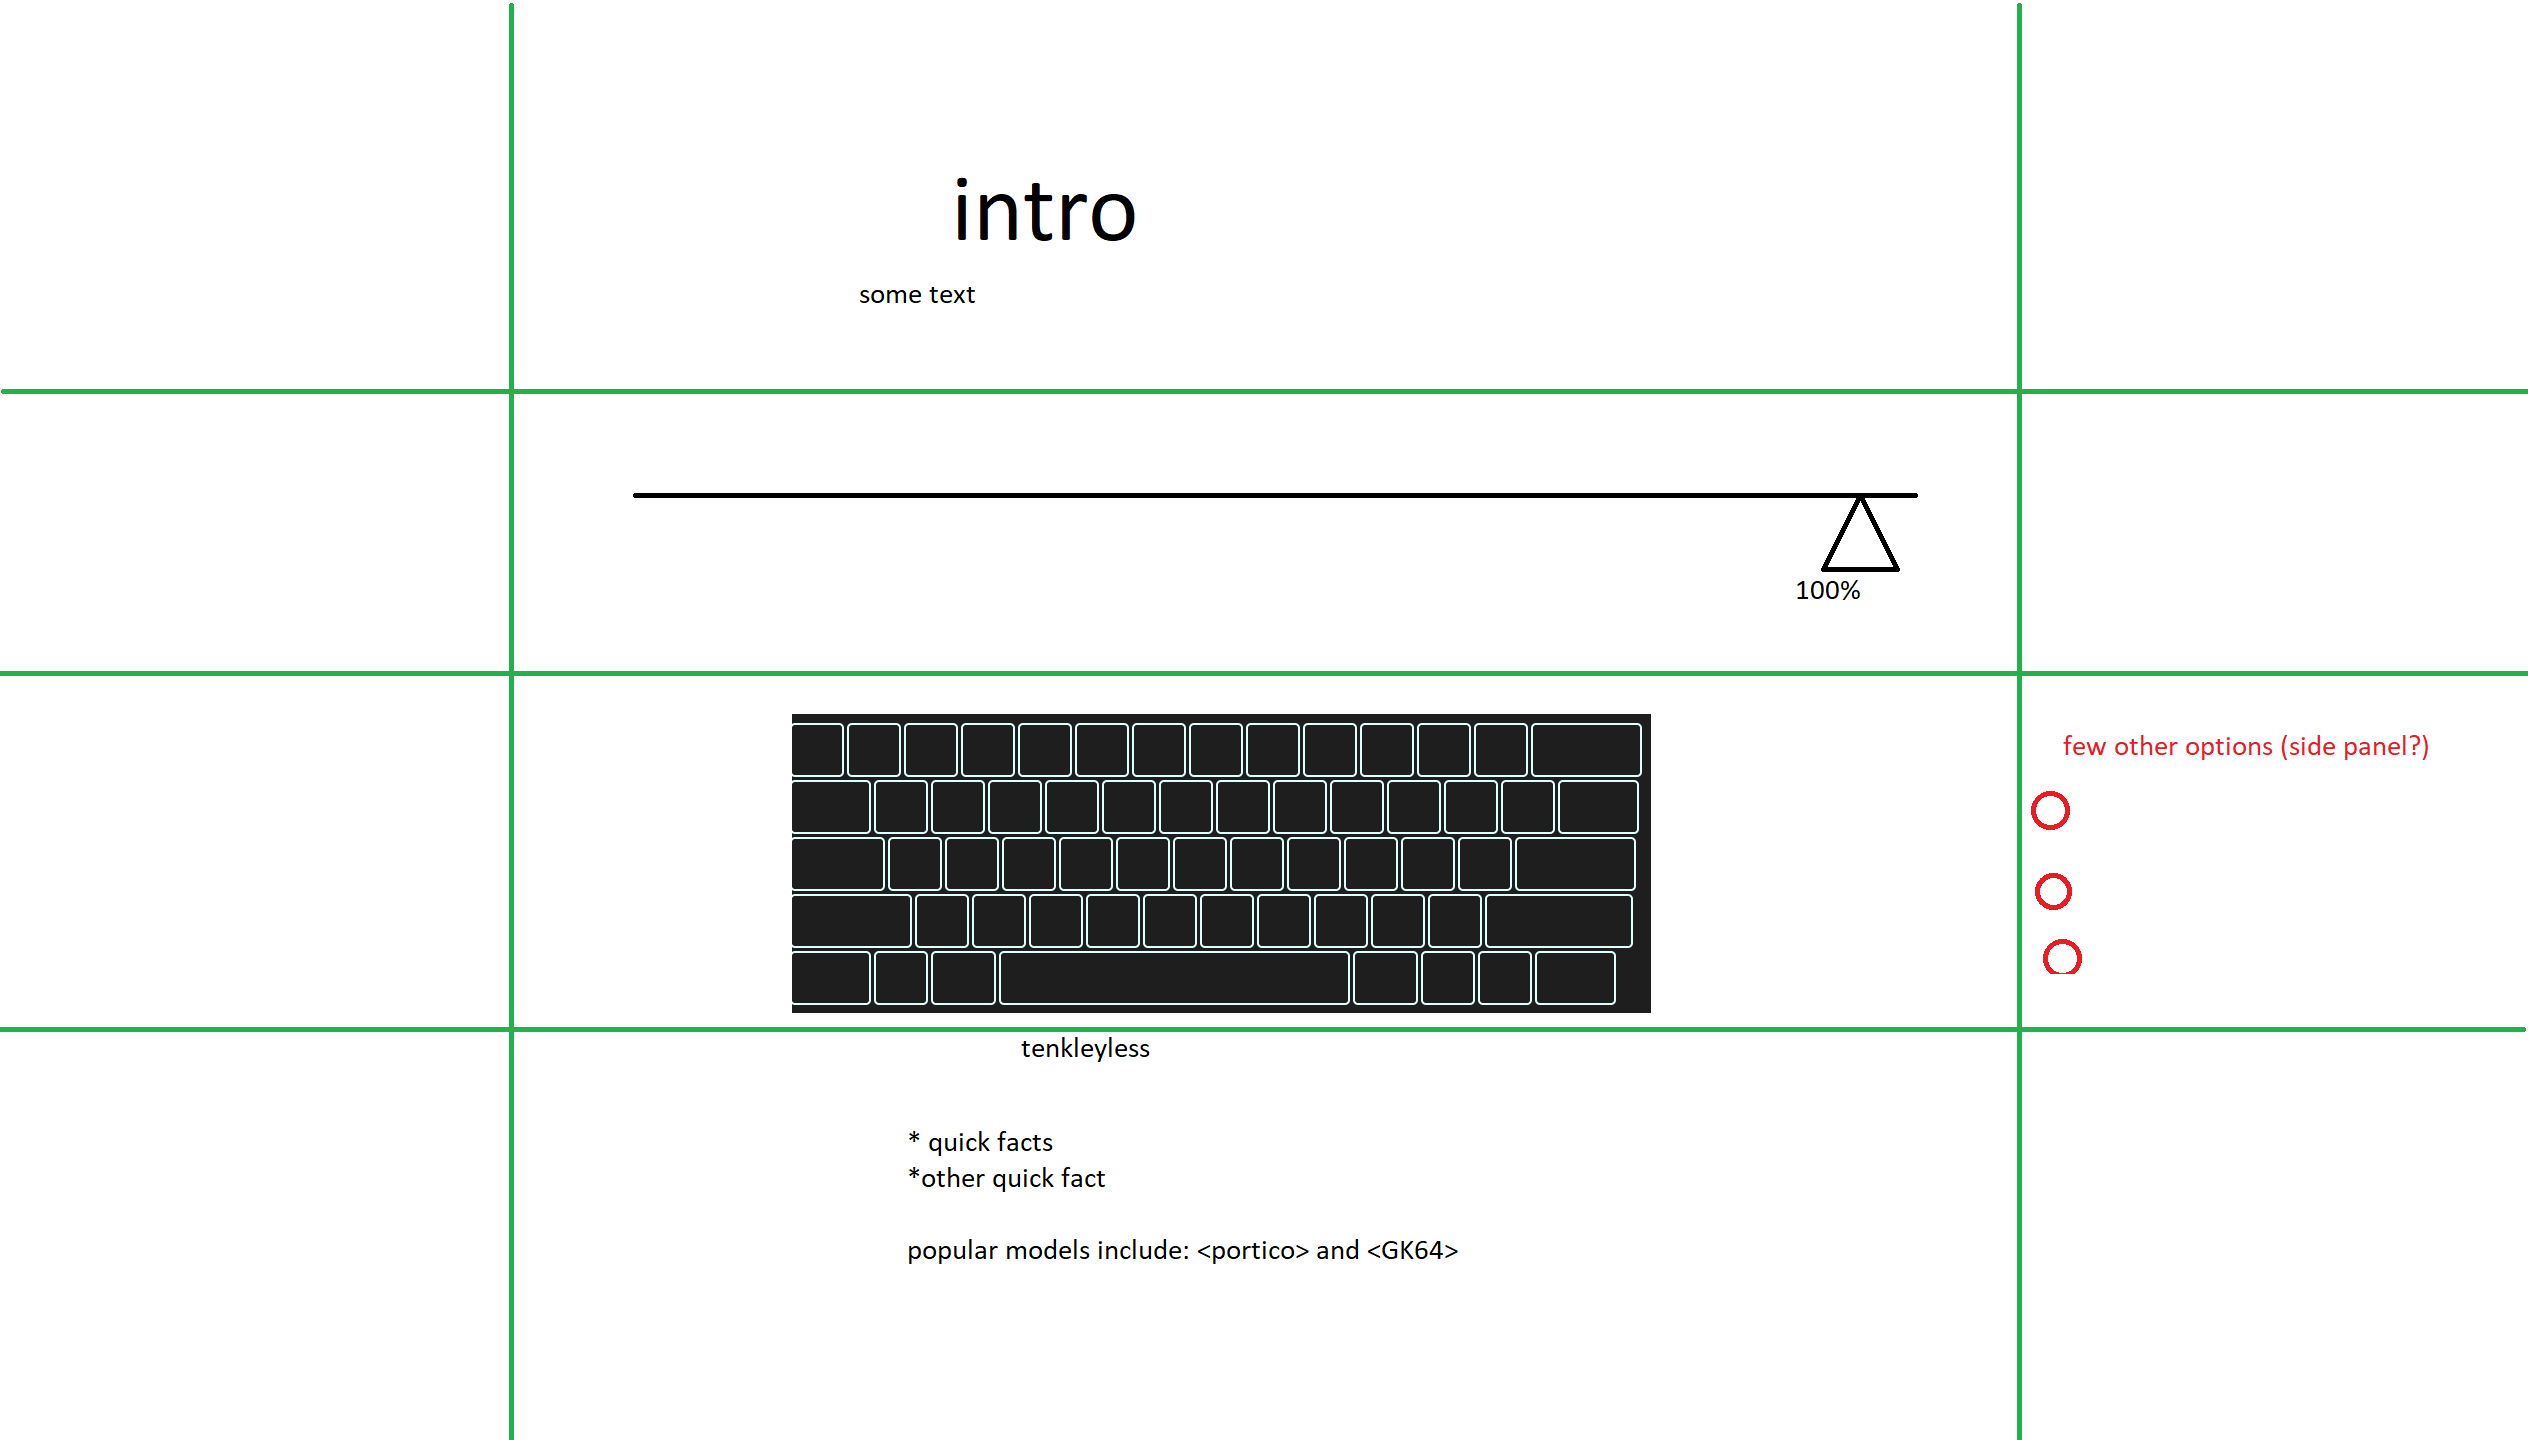 intro
some text
100%
few other options (side panel?)
tenkleyless
* quick facts
*other quick fact
popular models include: <portico> and <GK64>